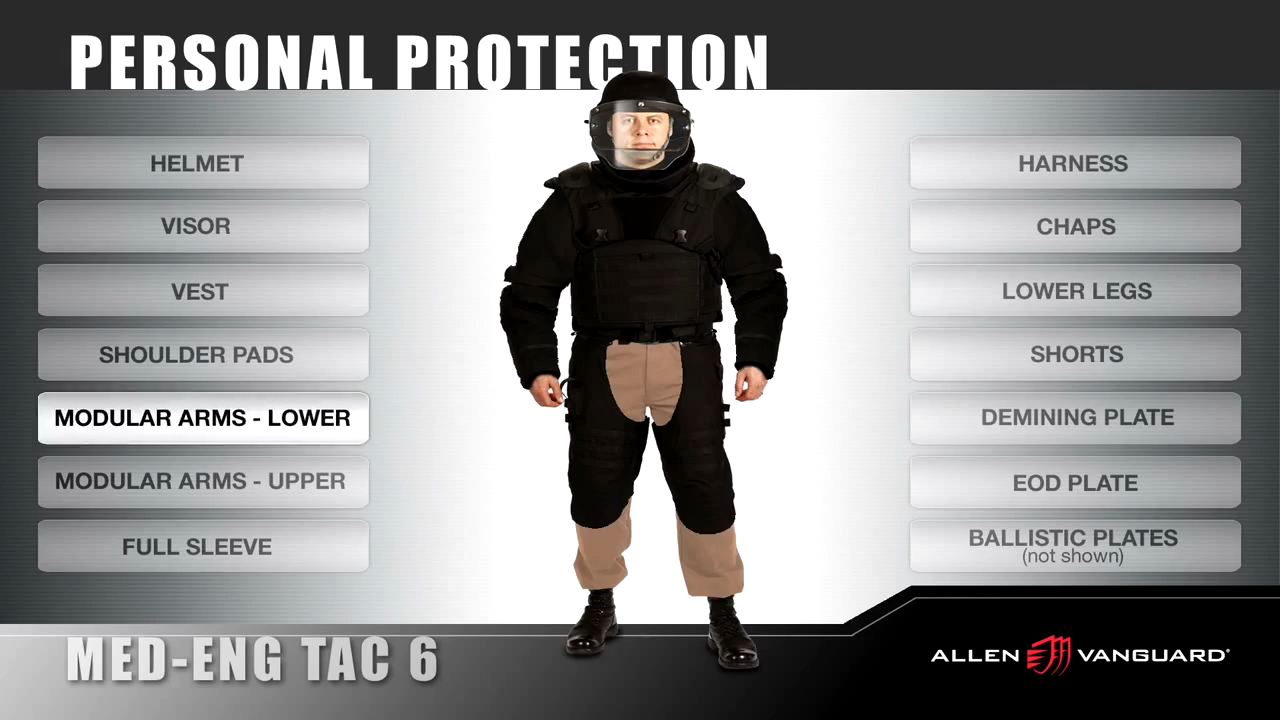 PERSONAL PROTECTION
HELMET
VISOR
VEST
SHOULDER PADS
MODULAR ARMS - LOWER
MODULAR ARMS - UPPER
FULL SLEEVE
HARNESS
CHAPS
LOWER LEGS
SHORTS
DEMINING PLATE
EOD PLATE
BALLISTIC PLATES
(not shown)
MED-ENG TAC 6
ALLEN VANGUARD